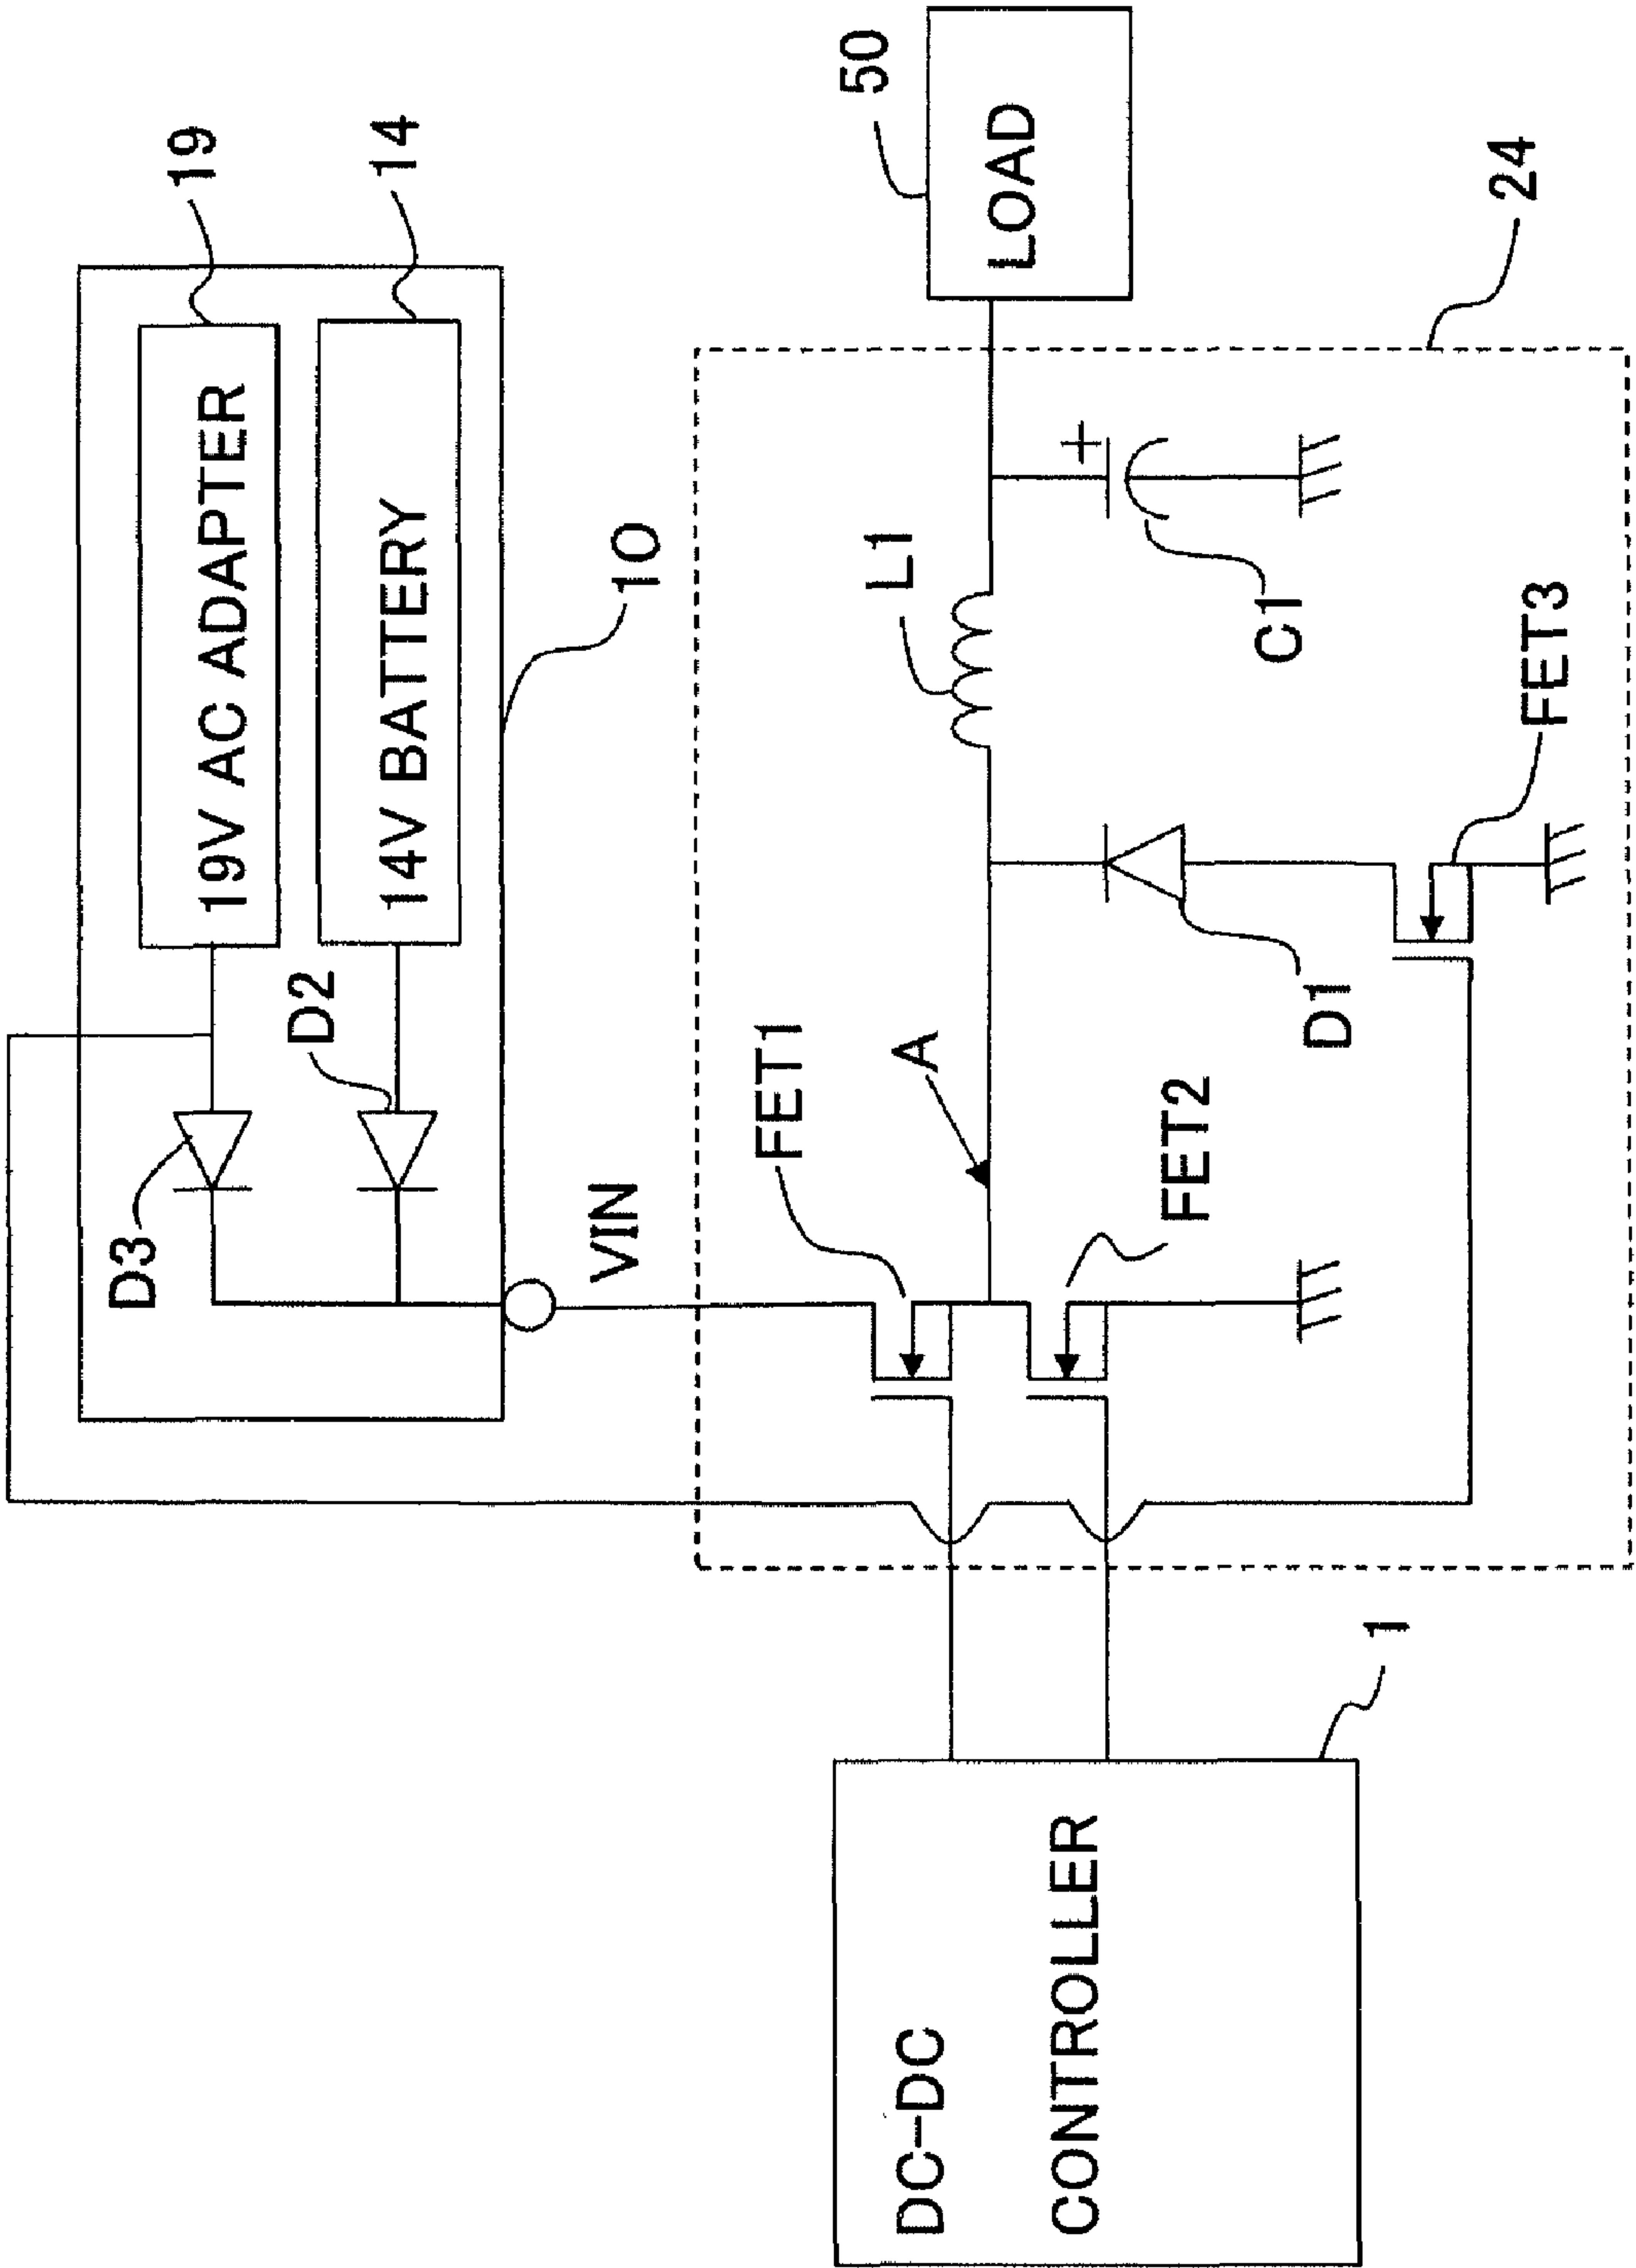 19V AC ADAPTER
19
14V BATTERY
14
D3
D2
10
VIN
FET1
A
L1
LOAD
50
FET2
D1
C1
FET3
24
DC-DC
CONTROLLER
1